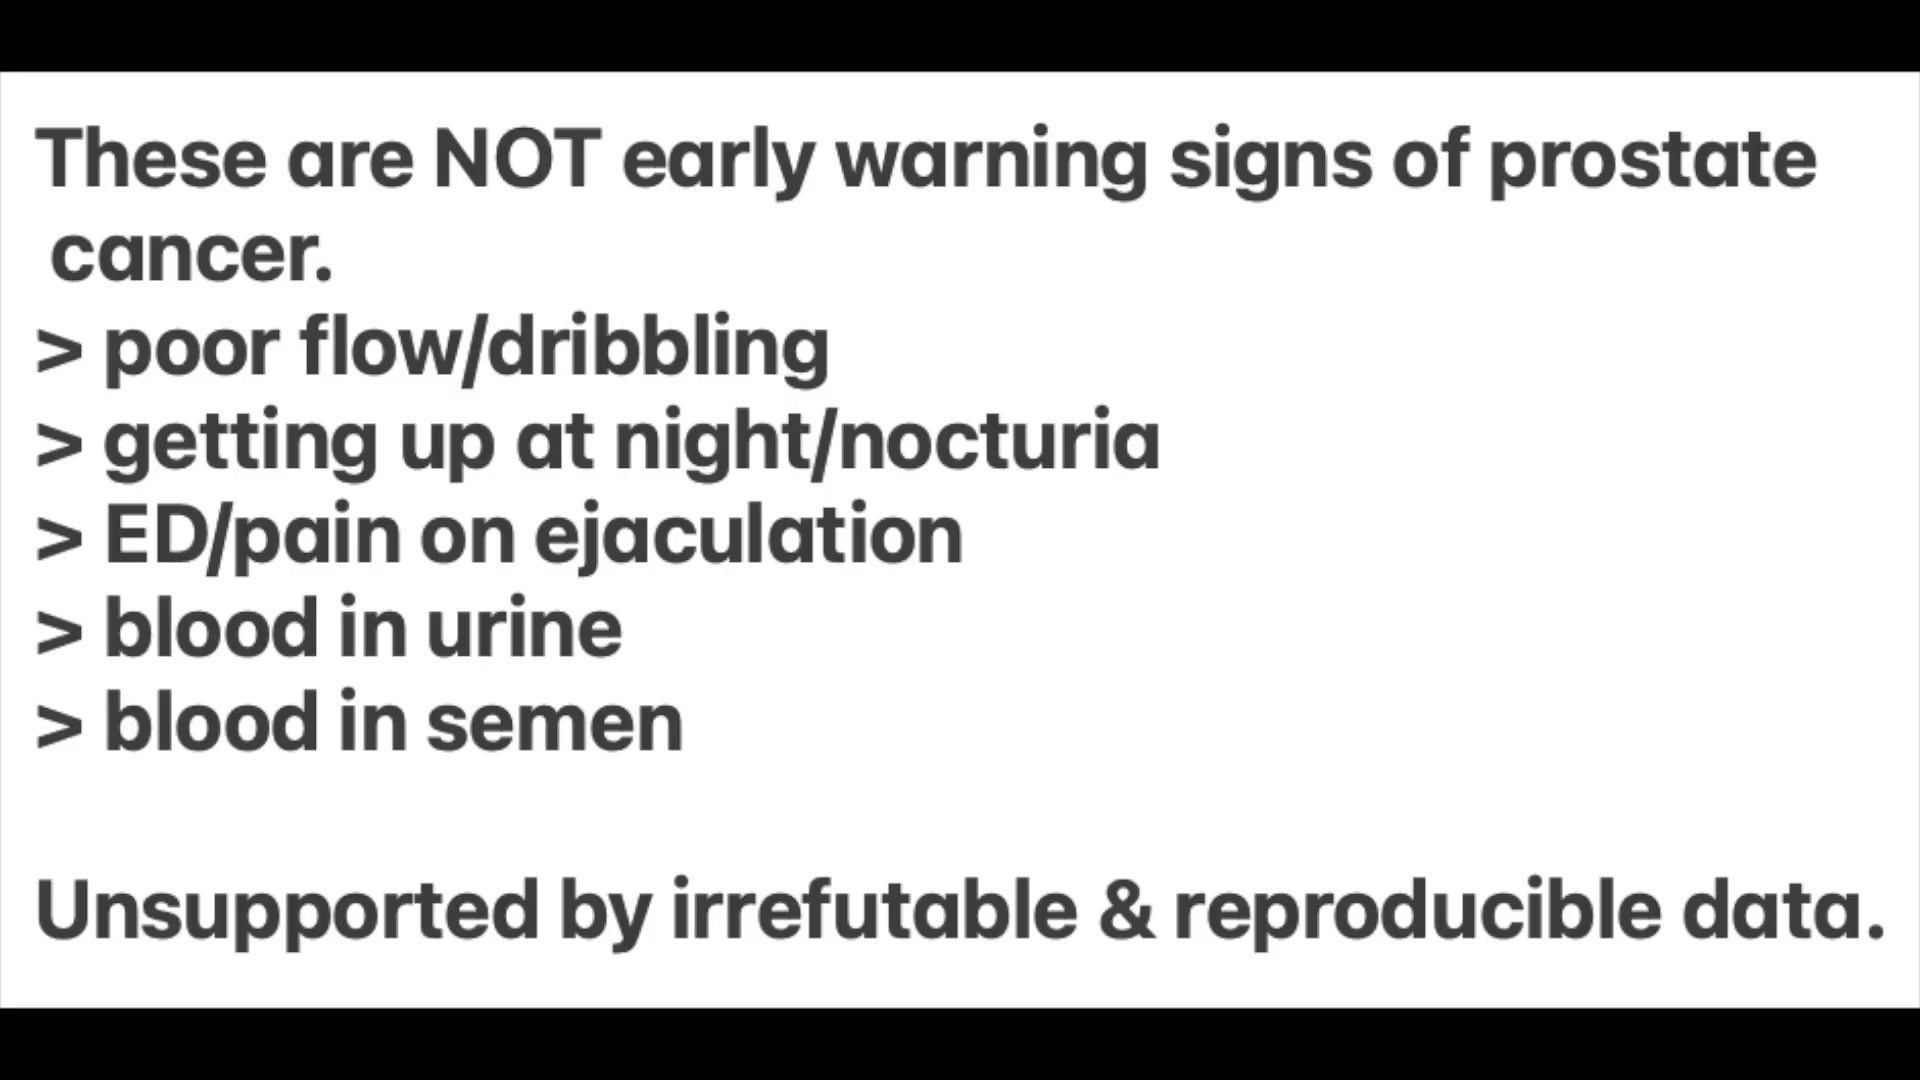 These are NOT early warning signs of prostate
cancer.
> poor flow/dribbling
> getting up at night/nocturia
> ED/pain on ejaculation
> blood in urine
> blood in semen
Unsupported by irrefutable & reproducible data.